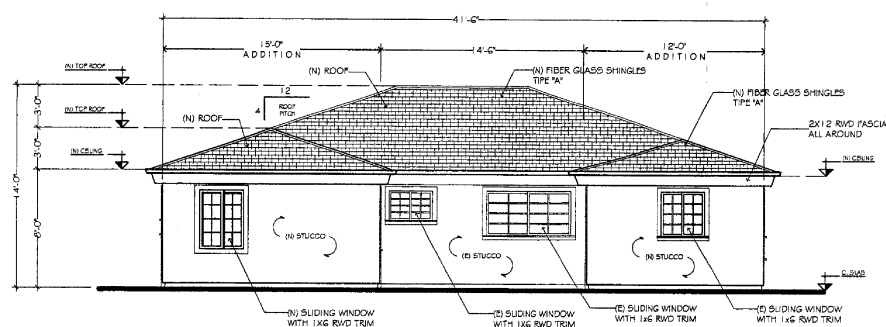 41'-6"
15'-0"
ADDITION
14'-6"
12'-0"
ADDITION
(N) TOP ROOF
(N) ROOF
(N) FIBER GLASS SHINGLES
TIPE "A"
12
4
ROOF
PITCH
(N) FIBER GLASS SHINGLES
TIPE "A"
3'-0"
(N) TOP ROOF
(N) ROOF
2X12 RWD FASCIA
ALL AROUND
3'-0"
(N) CEILING
(N) CEILING
14'-0"
8'-0"
(N) STUCCO
(E) STUCCO
(N) STUCCO
C. SLAB
(N) SLIDING WINDOW
WITH 1X6 RWD TRIM
(E) SLIDING WINDOW
WITH 1x6 RWD TRIM
(E) SLIDING WINDOW
WITH 1x6 RWD TRIM
(E) SLIDING WINDOW
WITH 1X6 RWD TRIM